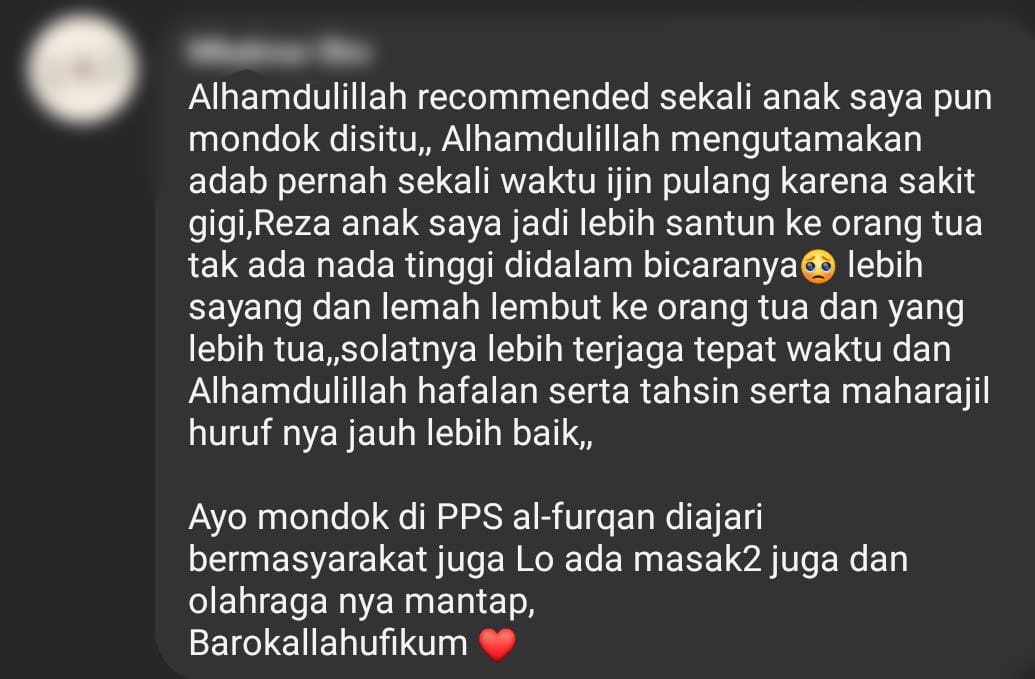 Alhamdulillah recommended sekali anak saya pun
mondok disitu,, Alhamdulillah mengutamakan
adab pernah sekali waktu ijin pulang karena sakit
gigi,Reza anak saya jadi lebih santun ke orang tua
tak ada nada tinggi didalam bicaranya🥺 lebih
sayang dan lemah lembut ke orang tua dan yang
lebih tua,,solatnya lebih terjaga tepat waktu dan
Alhamdulillah hafalan serta tahsin serta maharajil
huruf nya jauh lebih baik,,
Ayo mondok di PPS al-furqan diajari
bermasyarakat juga Lo ada masak2 juga dan
olahraga nya mantap,
Barokallahufikum ❤️